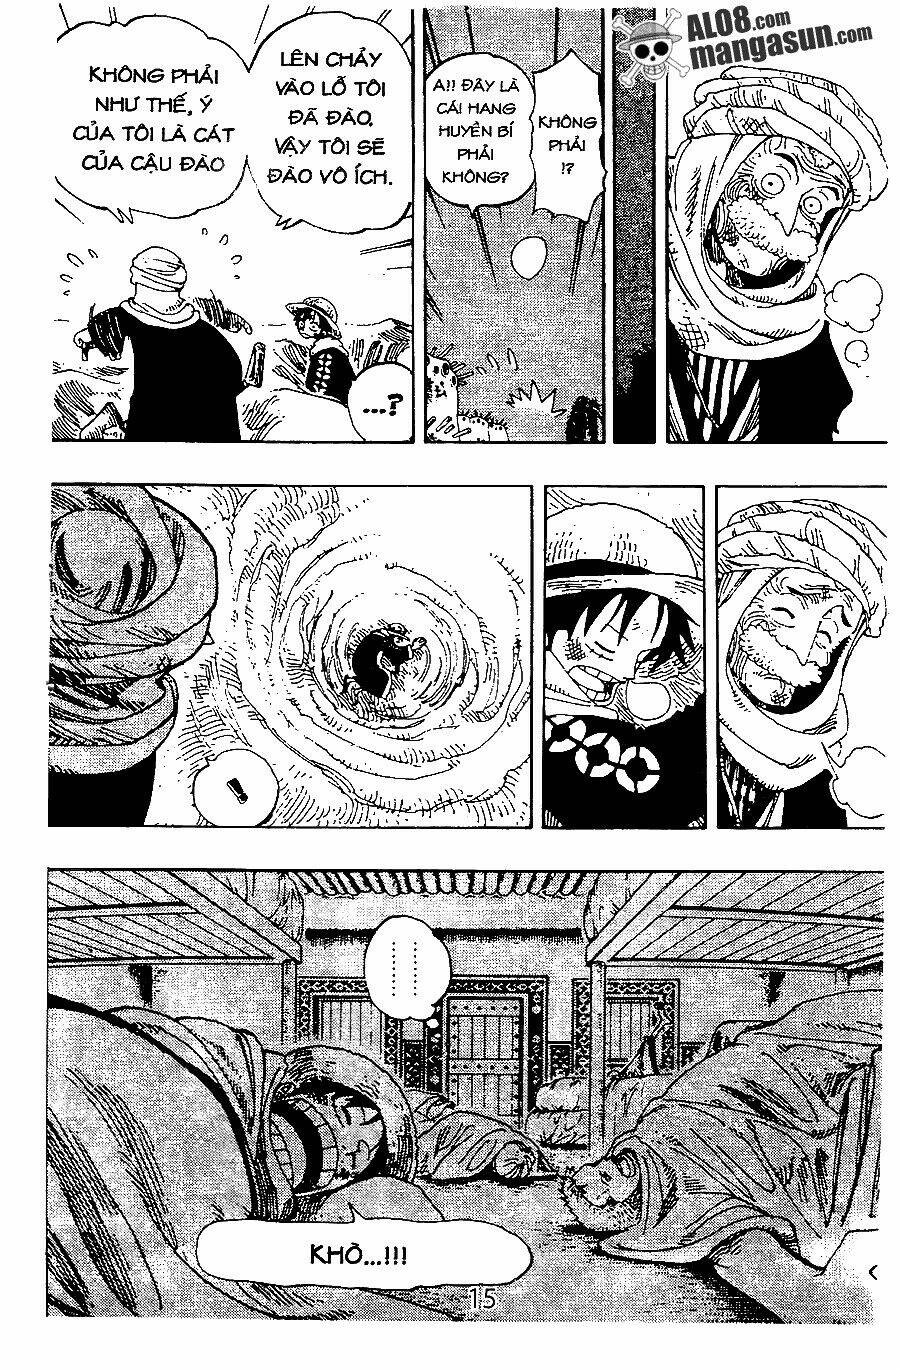 AL08.com
mangasun.com
KHÔNG
PHẢI
!?
A!! ĐÂY LÀ
CÁI HANG
HUYỀN BÍ
PHẢI
KHÔNG?
LÊN CHẢY
VÀO LỖ TÔI
ĐÃ ĐÀO,
VẬY TÔI SẼ
ĐÀO VÔ ÍCH.
KHÔNG PHẢI
NHƯ THẾ, Ý
CỦA TÔI LÀ CÁT
CỦA CẬU ĐÀO
...?
!
KHÒ...!!!
15